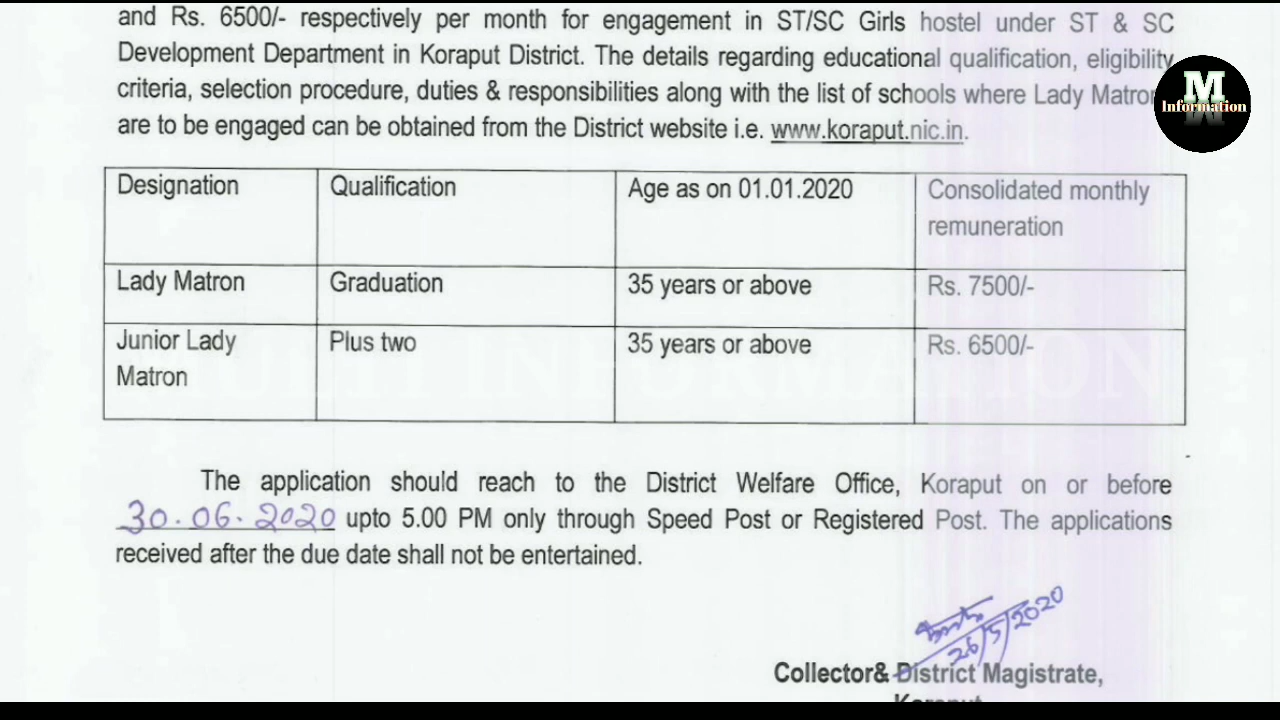 and Rs. 6500/- respectively per month for engagement in ST/SC Girls hostel under ST & SC
Development Department in Koraput District. The details regarding educational qualification, eligibility
criteria, selection procedure, duties & responsibilities along with the list of schools where Lady Matron
are to be engaged can be obtained from the District website i.e. www.koraput.nic.in.
M
Information
Designation Qualification Age as on 01.01.2020 Consolidated monthly
remuneration
Lady Matron Graduation 35 years or above Rs. 7500/-
Junior Lady Plus two 35 years or above Rs. 6500/-
Matron
The application should reach to the District Welfare Office, Koraput on or before
30.06.2020 upto 5.00 PM only through Speed Post or Registered Post. The applications
received after the due date shall not be entertained.
26/5/2020
Collector& District Magistrate,
Koraput